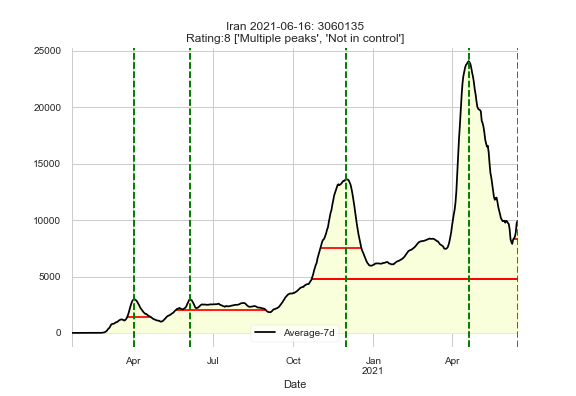 Iran 2021-06-16: 3060135
Rating:8 ['Multiple peaks', 'Not in control']
25000
20000
15000
10000
5000
0
Average-7d
Apr Jul Oct Jan Apr
2021
Date